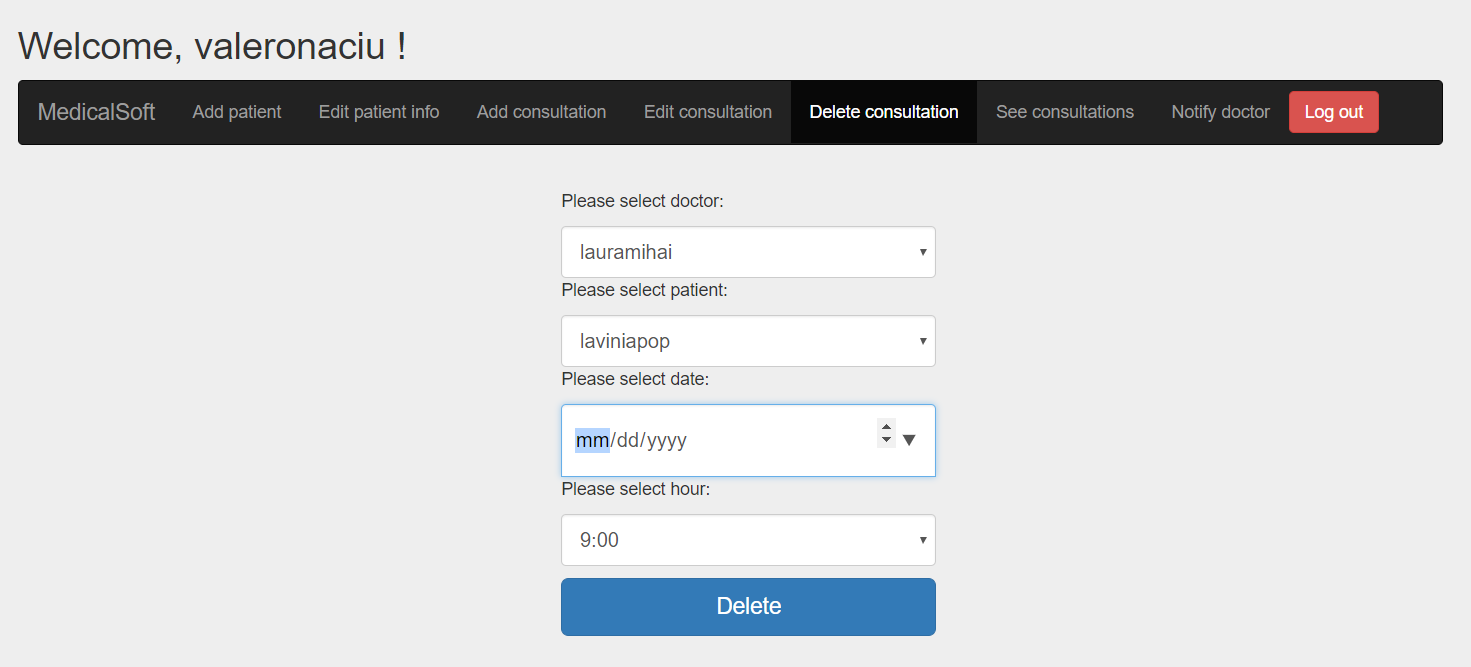 Welcome, valeronaciu !
MedicalSoft Add patient Edit patient info Add consultation Edit consultation Delete consultation See consultations Notify doctor Log out
Please select doctor:
lauramihai
Please select patient:
laviniapop
Please select date:
mm/dd/yyyy
Please select hour:
9:00
Delete